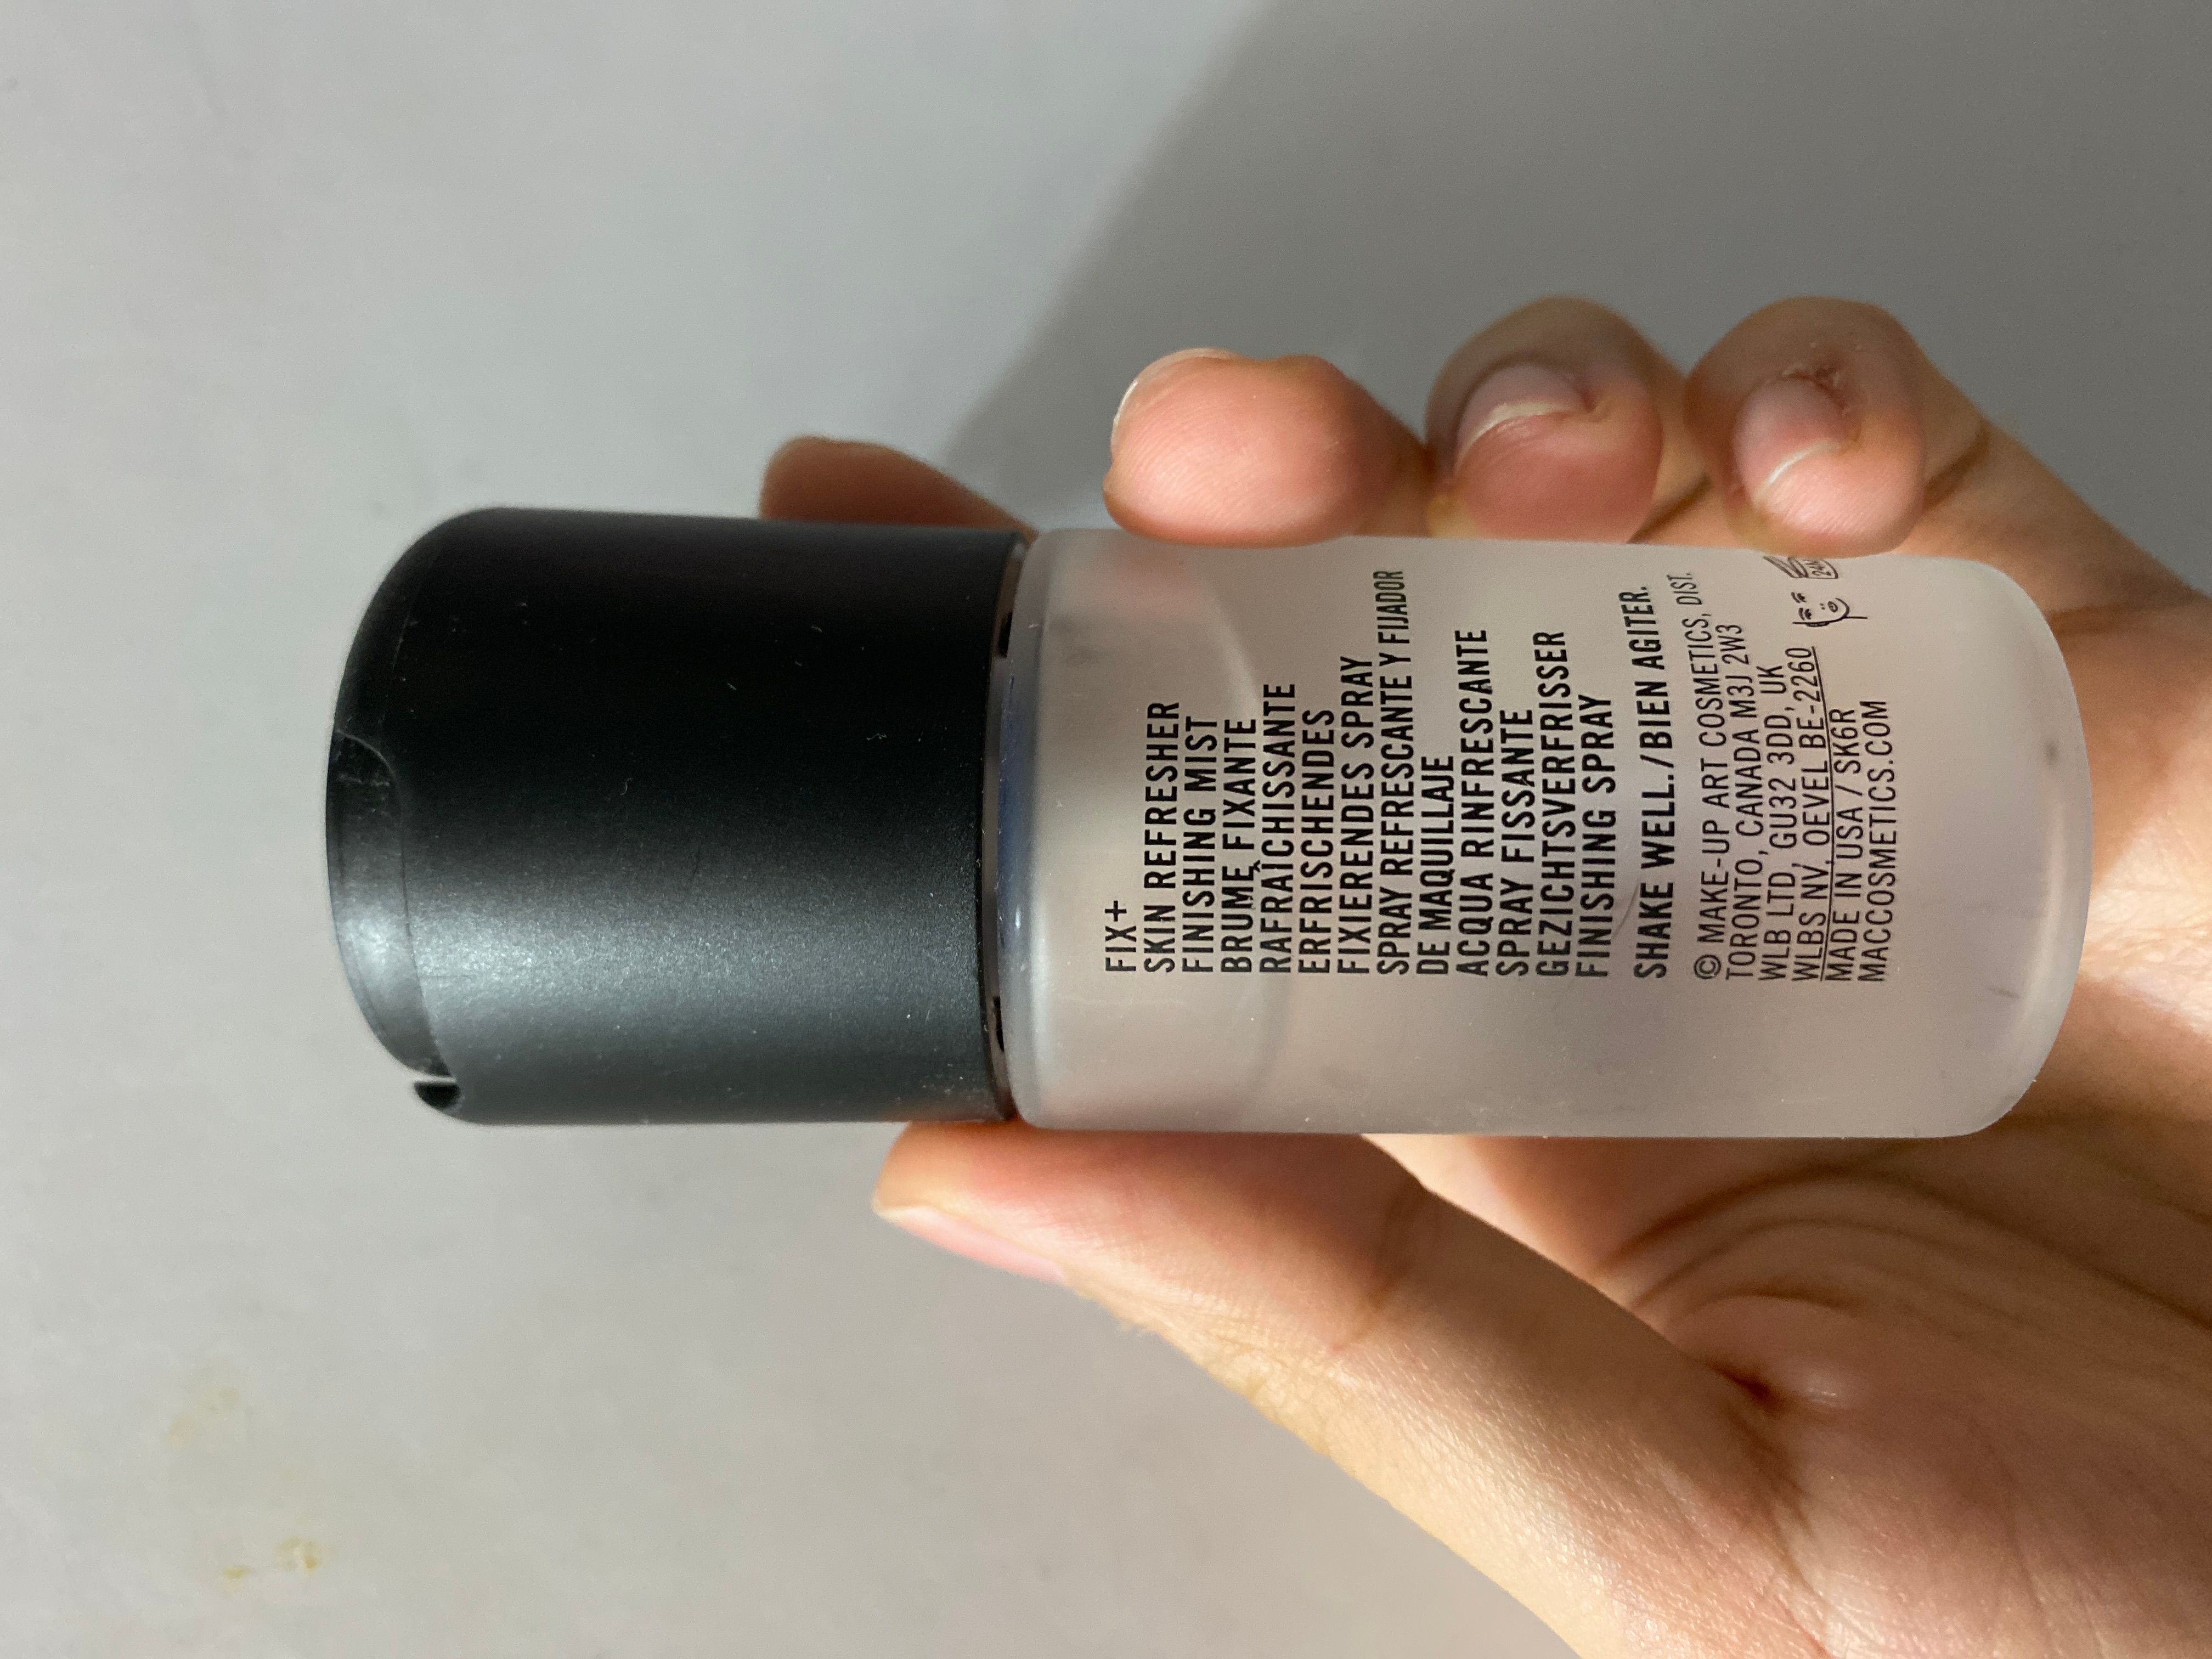 FIX+
SKIN REFRESHER
FINISHING MIST
BRUME FIXANTE
RAFRAÎCHISSANTE
ERFRISCHENDES
FIXIERENDES SPRAY
SPRAY REFRESCANTE Y FIJADOR
DE MAQUILLAJE
ACQUA RINFRESCANTE
SPRAY FISSANTE
GEZICHTSVERFRISSER
FINISHING SPRAY
SHAKE WELL./BIEN AGITER.
© MAKE-UP ART COSMETICS, DIST.
TORONTO, CANADA M3J 2W3
WLB LTD, GU32 3DD, UK
WLBS NV, OEVEL BE-2260
MADE IN USA / SK6R
MACCOSMETICS.COM
24M